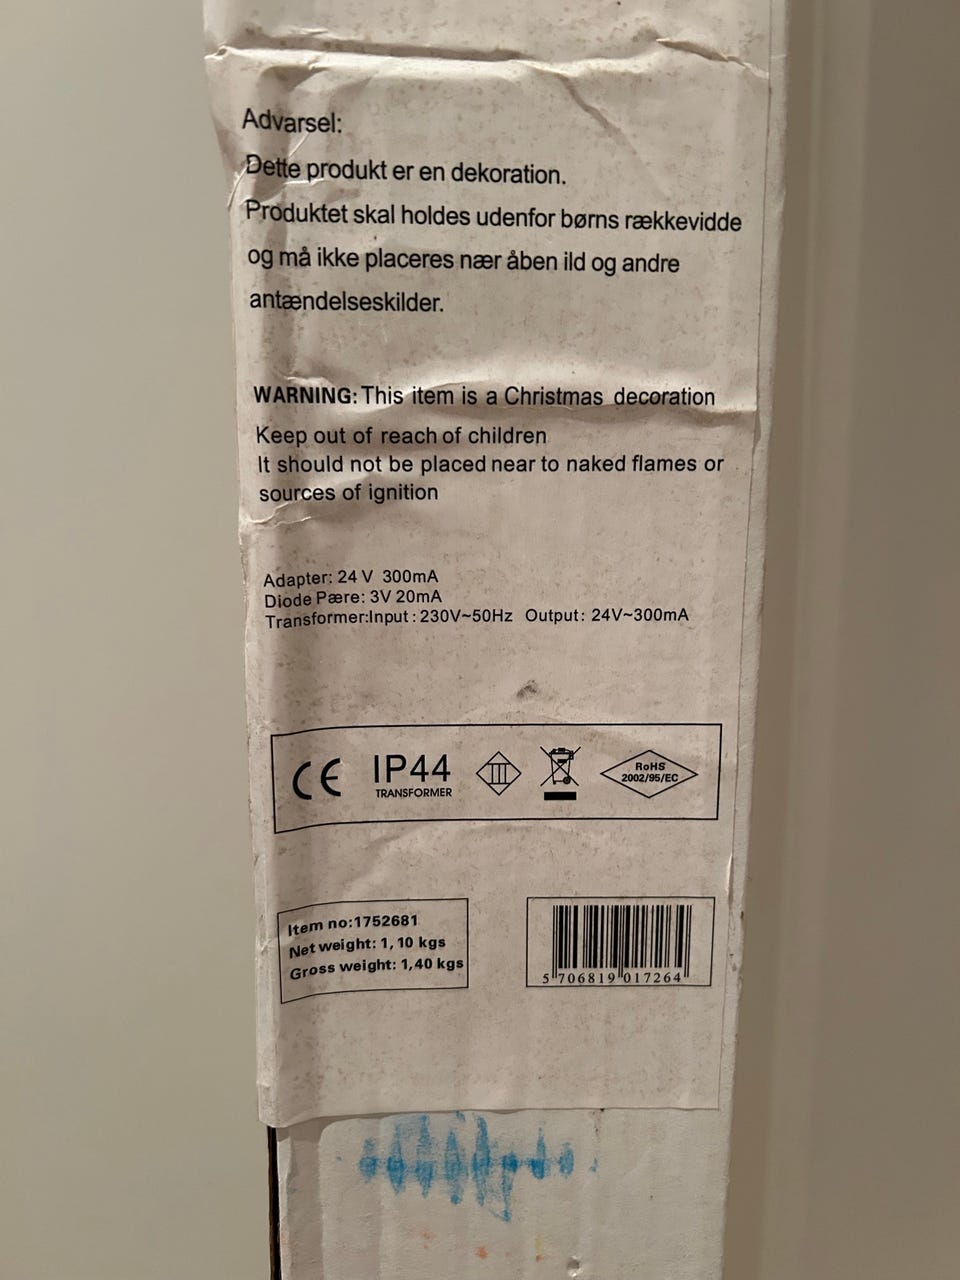 Advarsel:
Dette produkt er en dekoration.
Produktet skal holdes udenfor børns rækkevidde
og må ikke placeres nær åben ild og andre
antændelseskilder.
WARNING: This item is a Christmas decoration
Keep out of reach of children
It should not be placed near to naked flames or
sources of ignition
Adapter: 24 V 300mA
Diode Pære: 3V 20mA
Transformer:Input : 230V~50Hz Output: 24V~300mA
CE
IP44
TRANSFORMER
III
RoHS
2002/95/EC
Item no:1752681
Net weight: 1, 10 kgs
Gross weight: 1,40 kgs
5 706819 017264